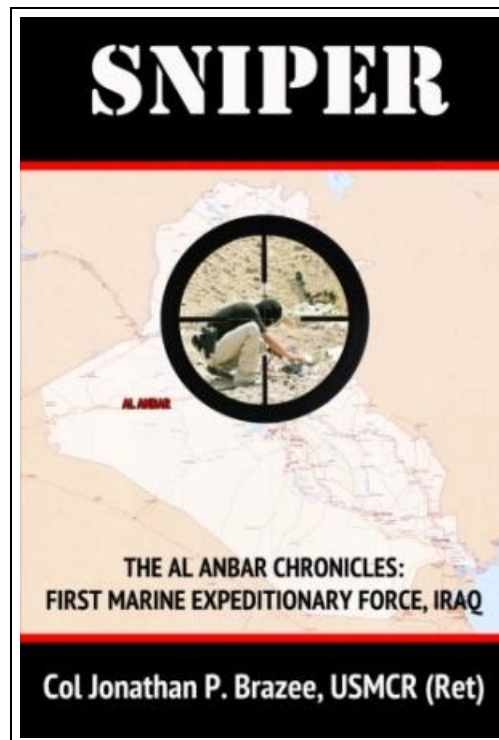 SNIPER
AL ANBAR
THE AL ANBAR CHRONICLES:
FIRST MARINE EXPEDITIONARY FORCE, IRAQ
Col Jonathan P. Brazee, USMCR (Ret)